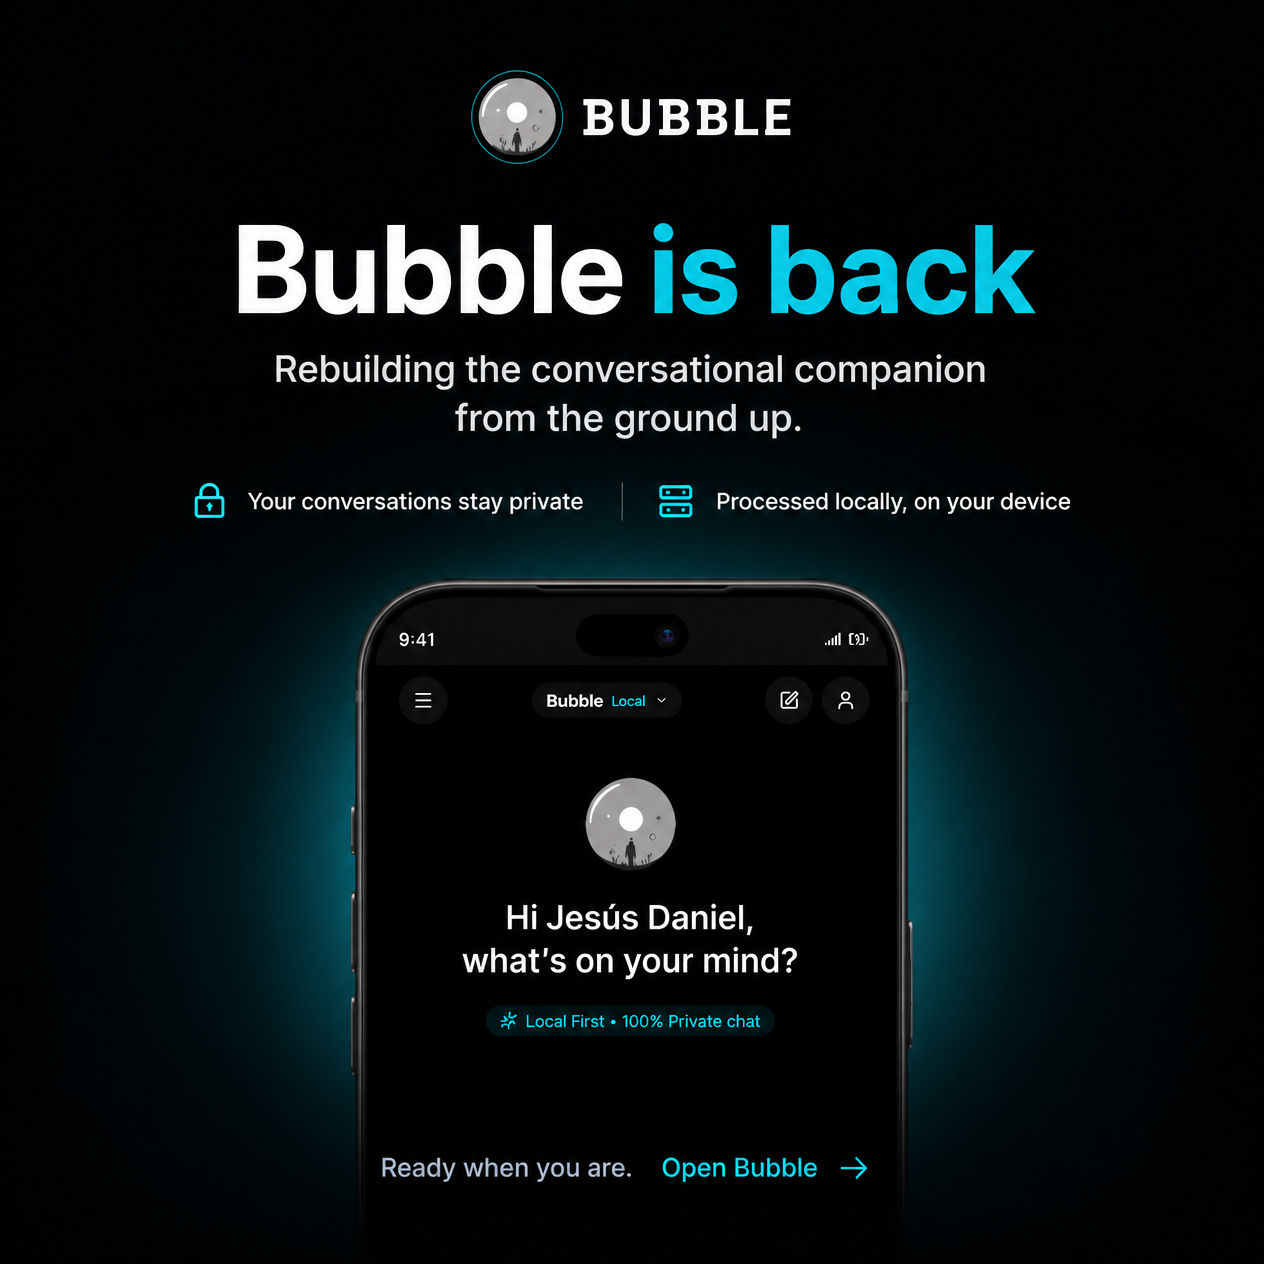 BUBBLE
Bubble is back
Rebuilding the conversational companion
from the ground up.
Your conversations stay private
Processed locally, on your device
9:41
Bubble Local
Hi Jesús Daniel,
what's on your mind?
Local First • 100% Private chat
Ready when you are. Open Bubble →